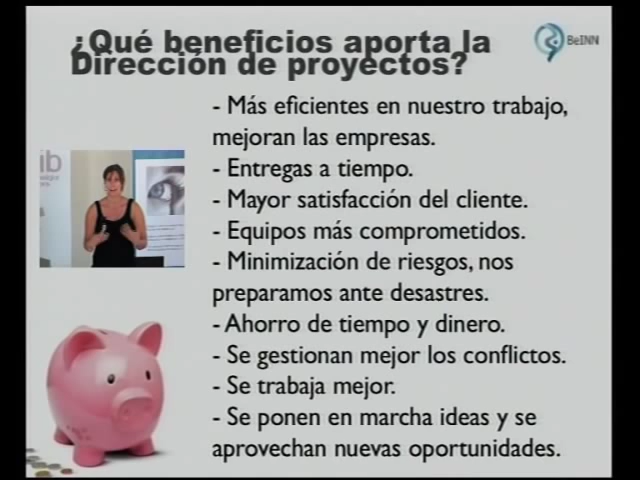 ¿Qué beneficios aporta la
Dirección de proyectos?
BeINN
- Más eficientes en nuestro trabajo,
mejoran las empresas.
- Entregas a tiempo.
- Mayor satisfacción del cliente.
- Equipos más comprometidos.
- Minimización de riesgos, nos
preparamos ante desastres.
- Ahorro de tiempo y dinero.
- Se gestionan mejor los conflictos.
- Se trabaja mejor.
- Se ponen en marcha ideas y se
aprovechan nuevas oportunidades.
ib